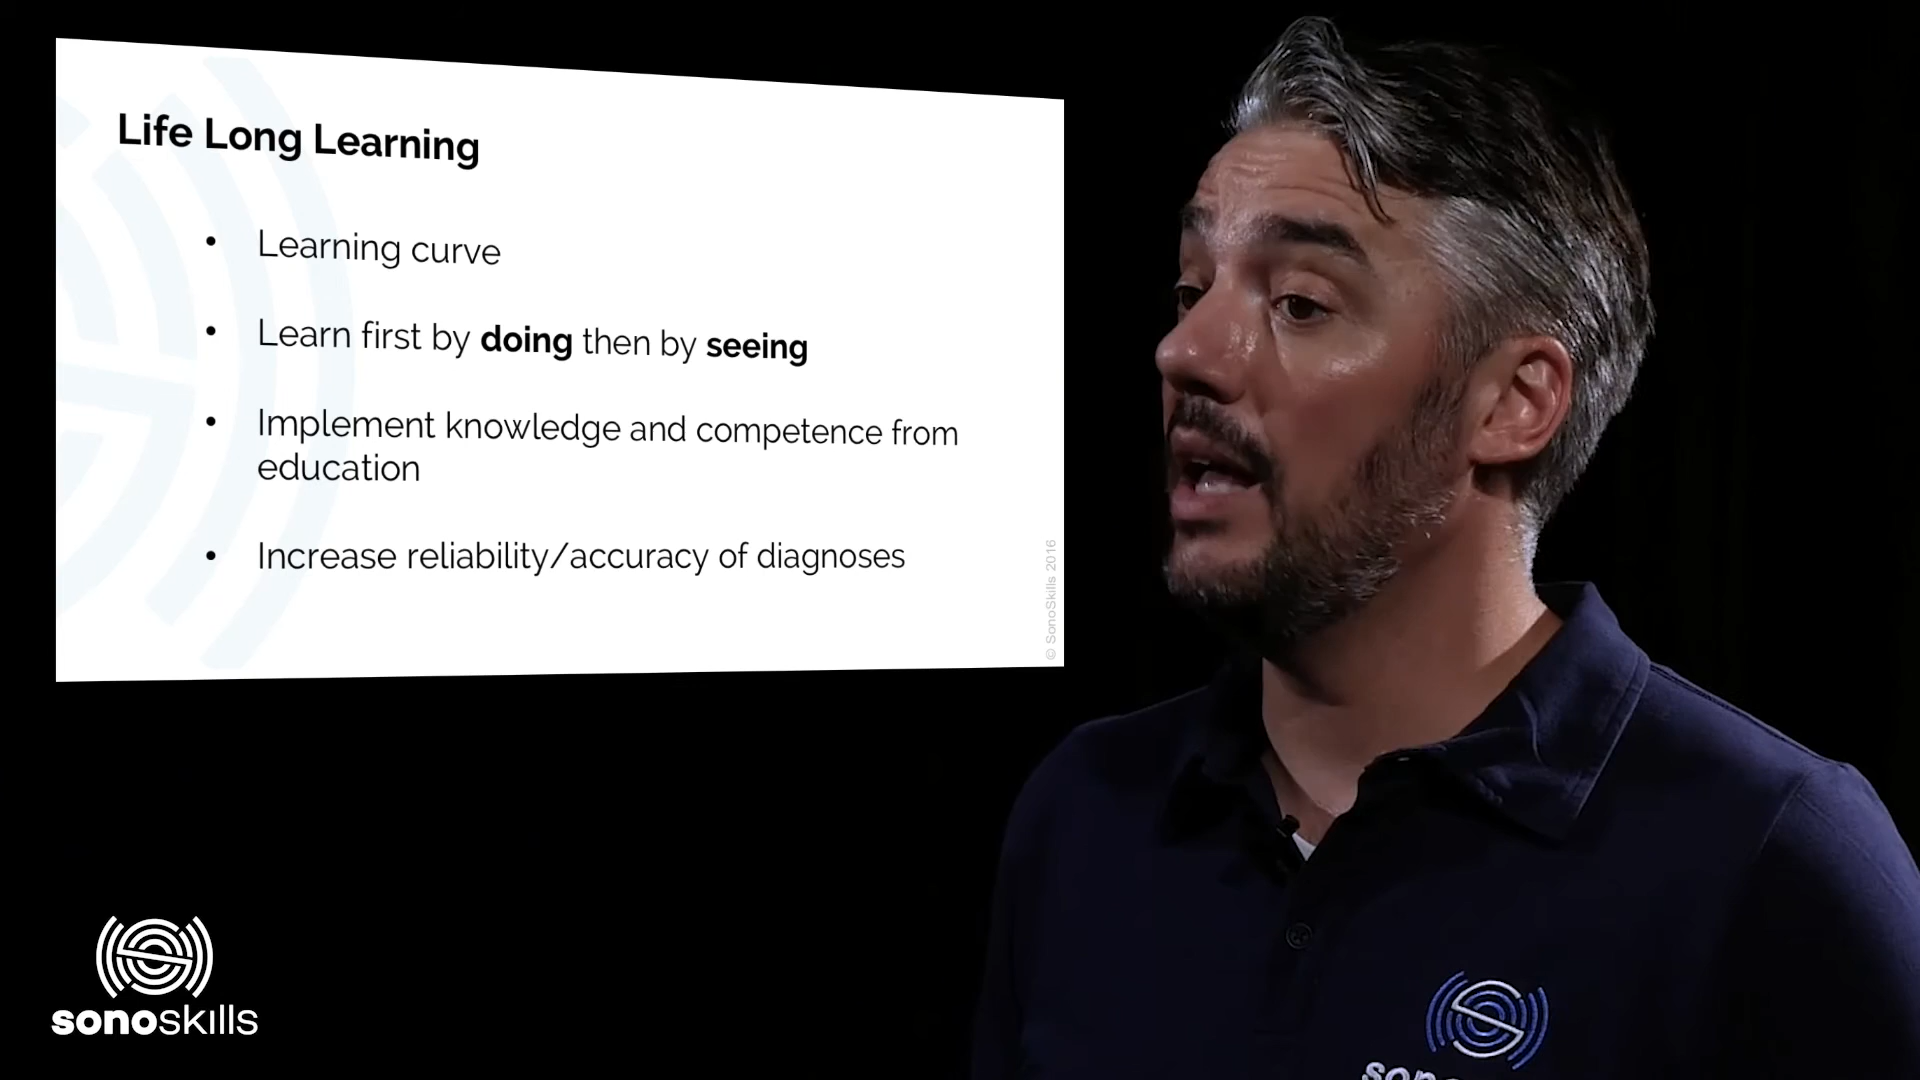 Life Long Learning
• Learning curve
• Learn first by doing then by seeing
• Implement knowledge and competence from
education
• Increase reliability/accuracy of diagnoses
© SonoSkills 2016
sonoskills